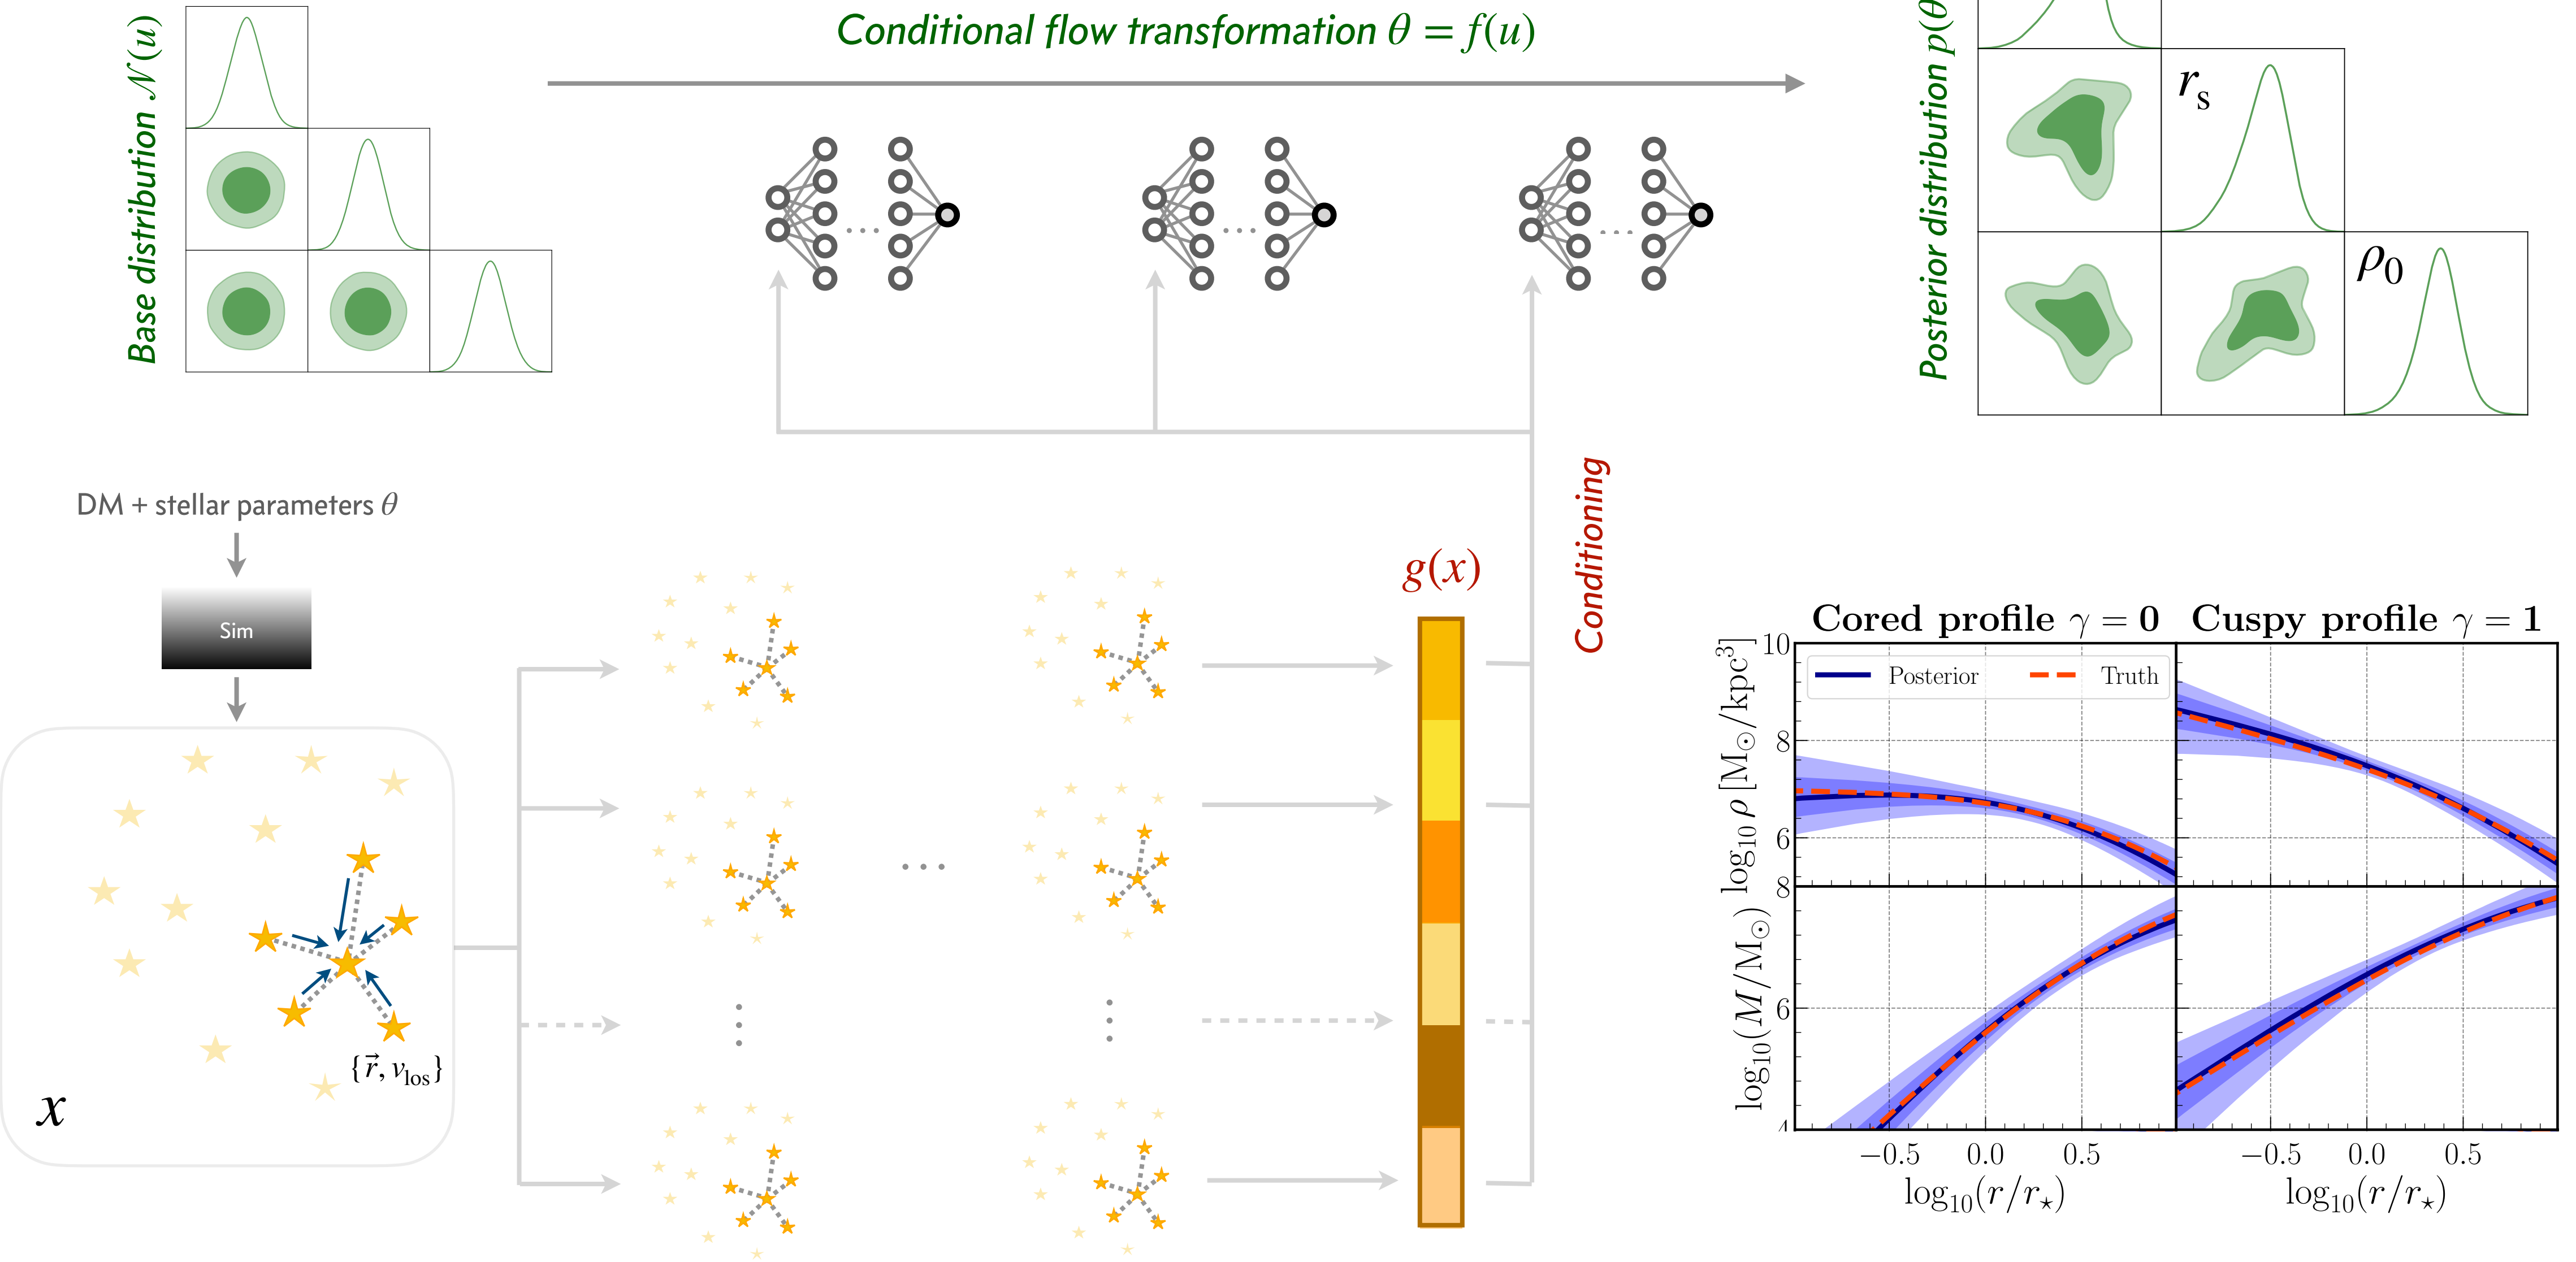 Conditional flow transformation θ = f(u)
Base distribution 𝒩(u)
Posterior distribution p(θ
r_s
ρ_0
DM + stellar parameters θ
Sim
{r⃗, v_los}
x
g(x)
Conditioning
Cored profile γ = 0
Cuspy profile γ = 1
Posterior
Truth
log₁₀ ρ [M⊙/kpc³]
10
8
6
log₁₀(M/M⊙)
8
6
4
−0.5 0.0 0.5
−0.5 0.0 0.5
log₁₀(r/r⋆)
log₁₀(r/r⋆)